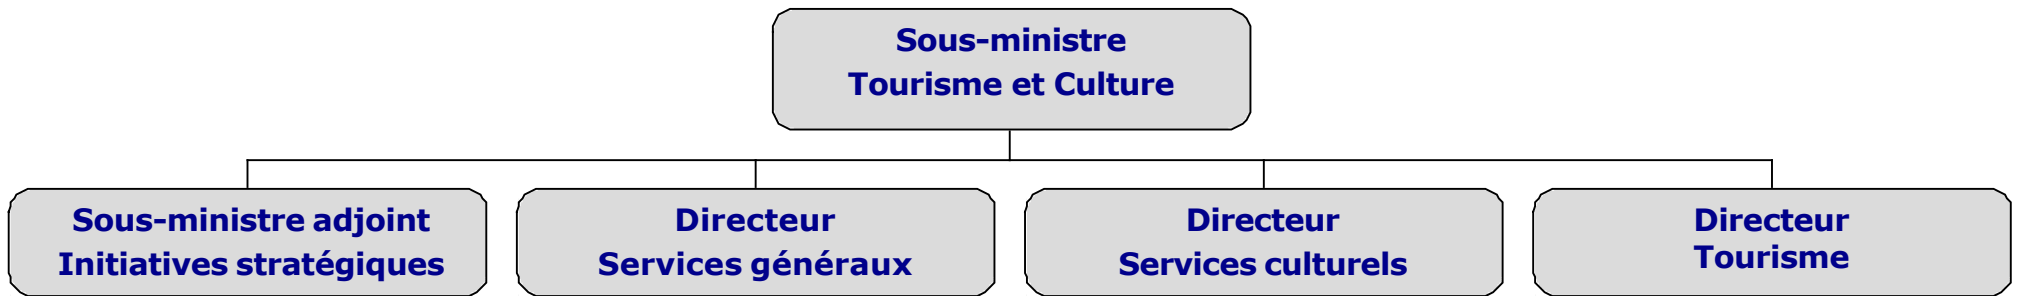 Sous-ministre
Tourisme et Culture
Sous-ministre adjoint
Initiatives stratégiques
Directeur
Services généraux
Directeur
Services culturels
Directeur
Tourisme